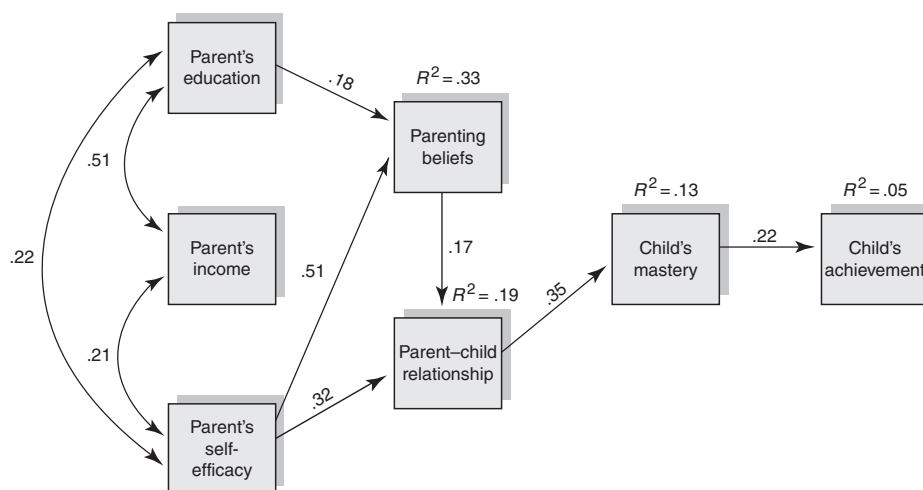 Parent's
education
.18
R² = .33
Parenting
beliefs
.51
R² = .13
R² = .05
.22
Parent's
income
.51
.17
Child's
mastery
.22
Child's
achievement
R² = .19
.35
.21
Parent–child
relationship
.32
Parent's
self-
efficacy